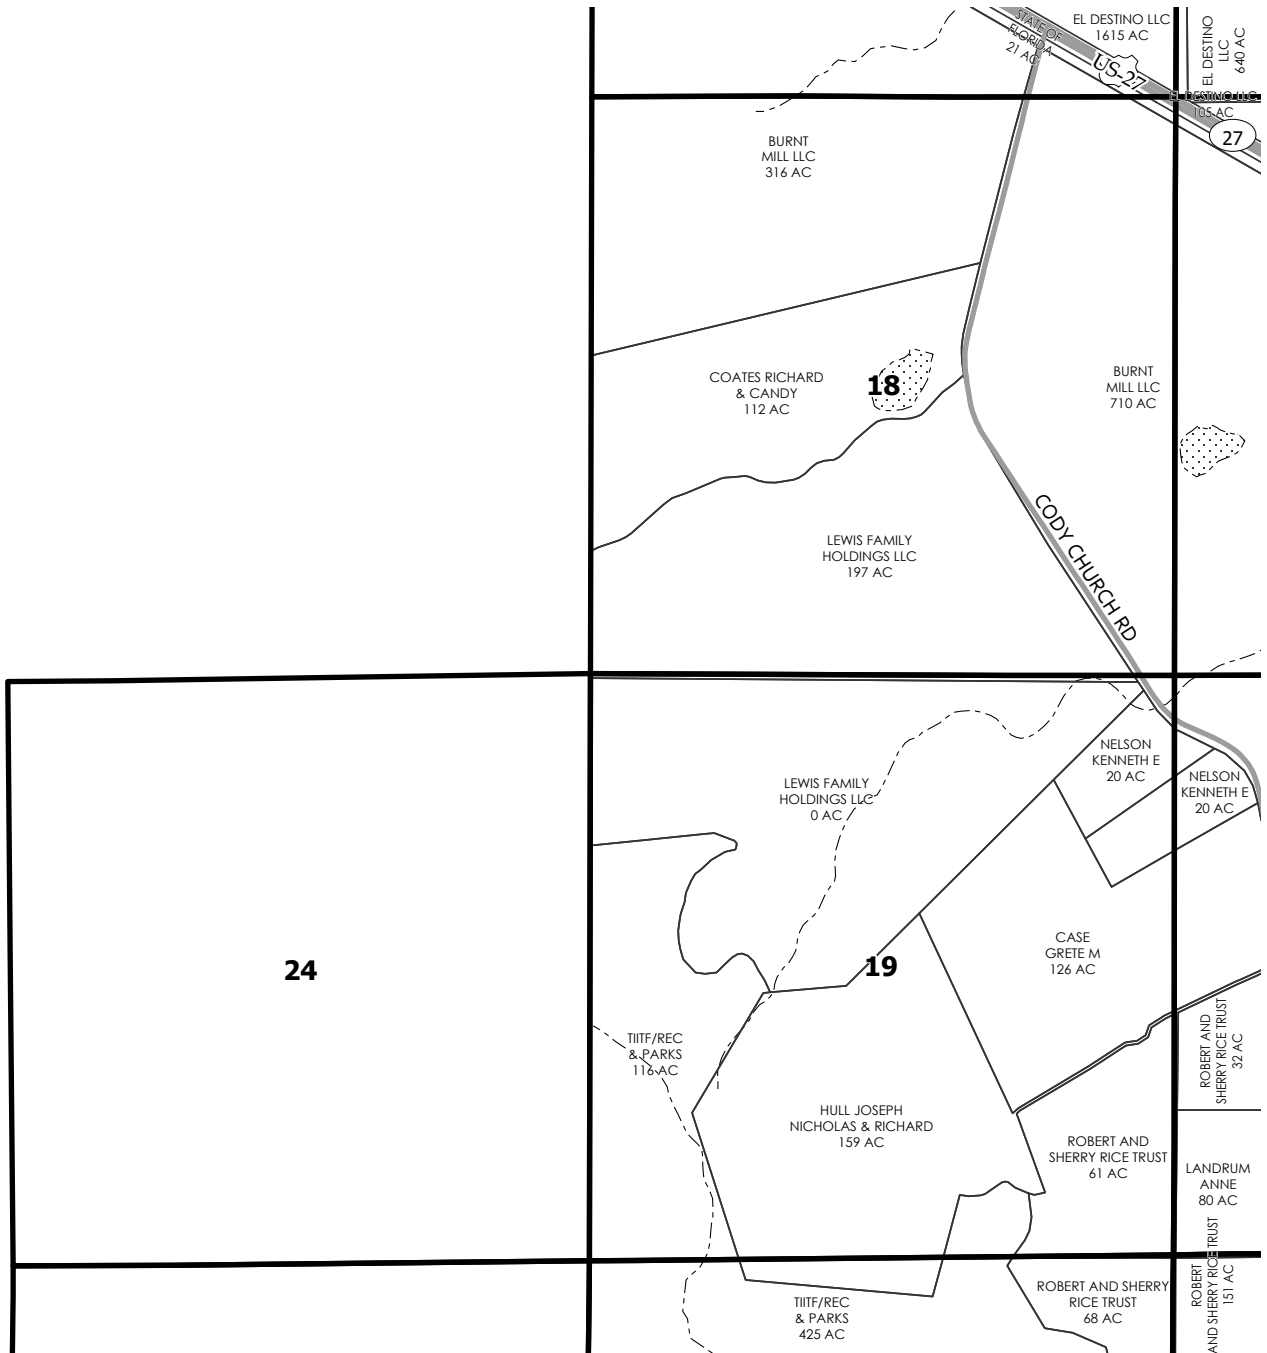 STATE OF
FLORIDA
21 AC
EL DESTINO LLC
1615 AC
EL DESTINO
LLC
640 AC
US-27
EL DESTINO LLC
105 AC
27
BURNT
MILL LLC
316 AC
COATES RICHARD
& CANDY
112 AC
18
BURNT
MILL LLC
710 AC
LEWIS FAMILY
HOLDINGS LLC
197 AC
CODY CHURCH RD
NELSON
KENNETH E
20 AC
NELSON
KENNETH E
20 AC
LEWIS FAMILY
HOLDINGS LLC
0 AC
24
19
CASE
GRETE M
126 AC
TIITF/REC
& PARKS
116 AC
ROBERT AND
SHERRY RICE TRUST
32 AC
HULL JOSEPH
NICHOLAS & RICHARD
159 AC
ROBERT AND
SHERRY RICE TRUST
61 AC
LANDRUM
ANNE
80 AC
ROBERT
AND SHERRY RICE TRUST
151 AC
TIITF/REC
& PARKS
425 AC
ROBERT AND SHERRY
RICE TRUST
68 AC